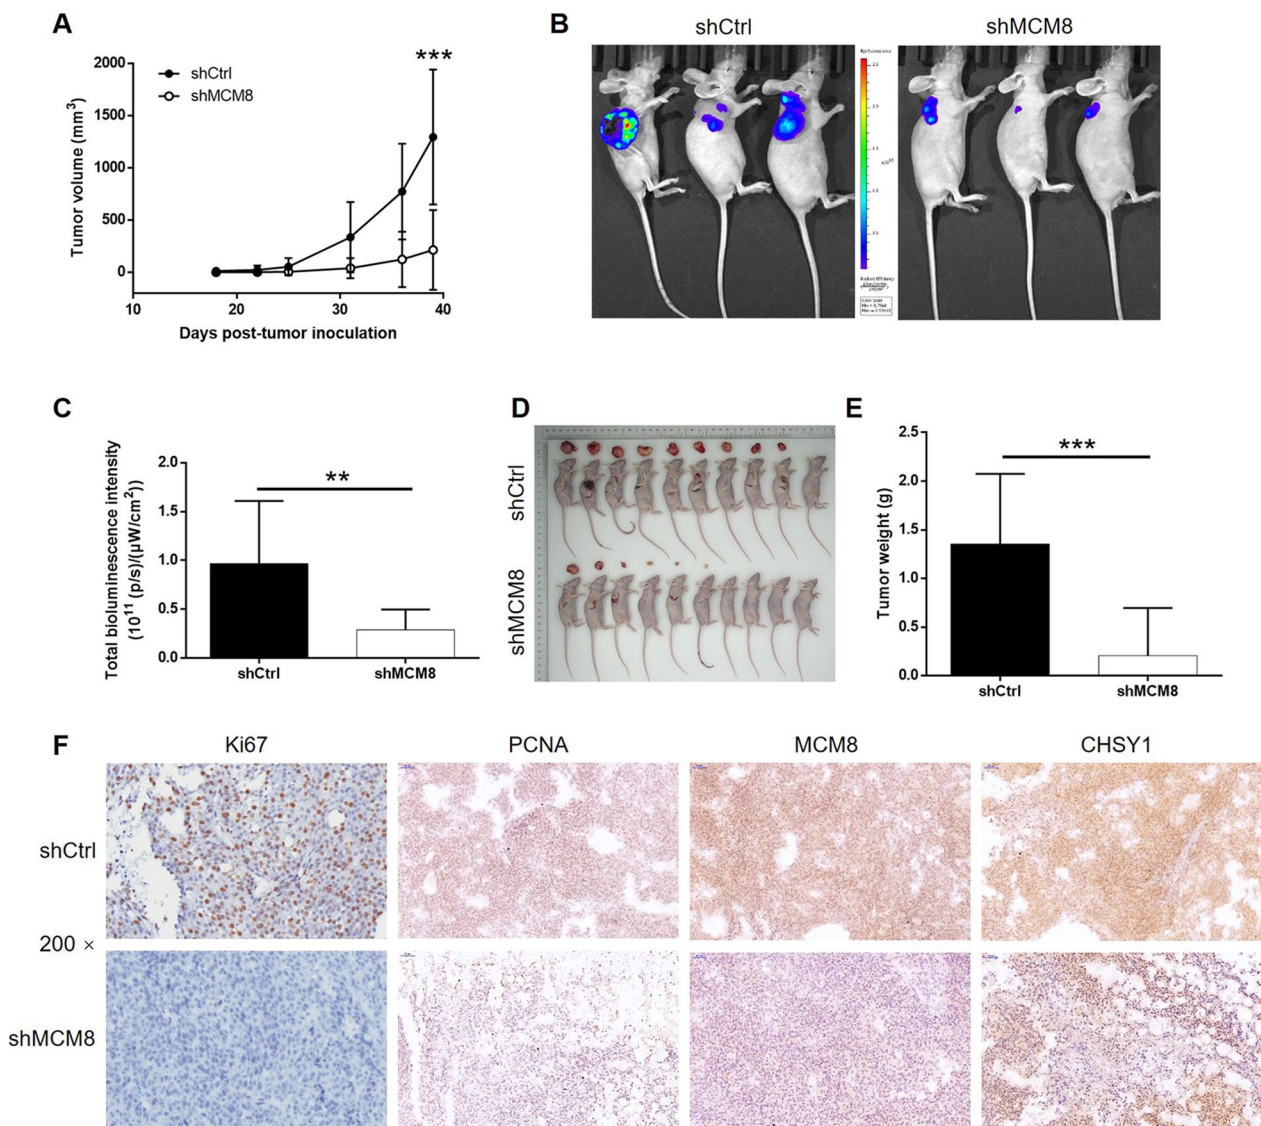 A
shCtrl
shMCM8
***
2000
1500
1000
500
0
Tumor volume (mm³)
10
20
30
40
Days post-tumor inoculation
B
shCtrl
shMCM8
C
Total bioluminescence intensity
(10¹¹ (p/s)/(µW/cm²))
2.0
1.5
1.0
0.5
0.0
**
shCtrl
shMCM8
D
shCtrl
shMCM8
E
Tumor weight (g)
2.5
2.0
1.5
1.0
0.5
0.0
***
shCtrl
shMCM8
F
Ki67
PCNA
MCM8
CHSY1
shCtrl
200 ×
shMCM8